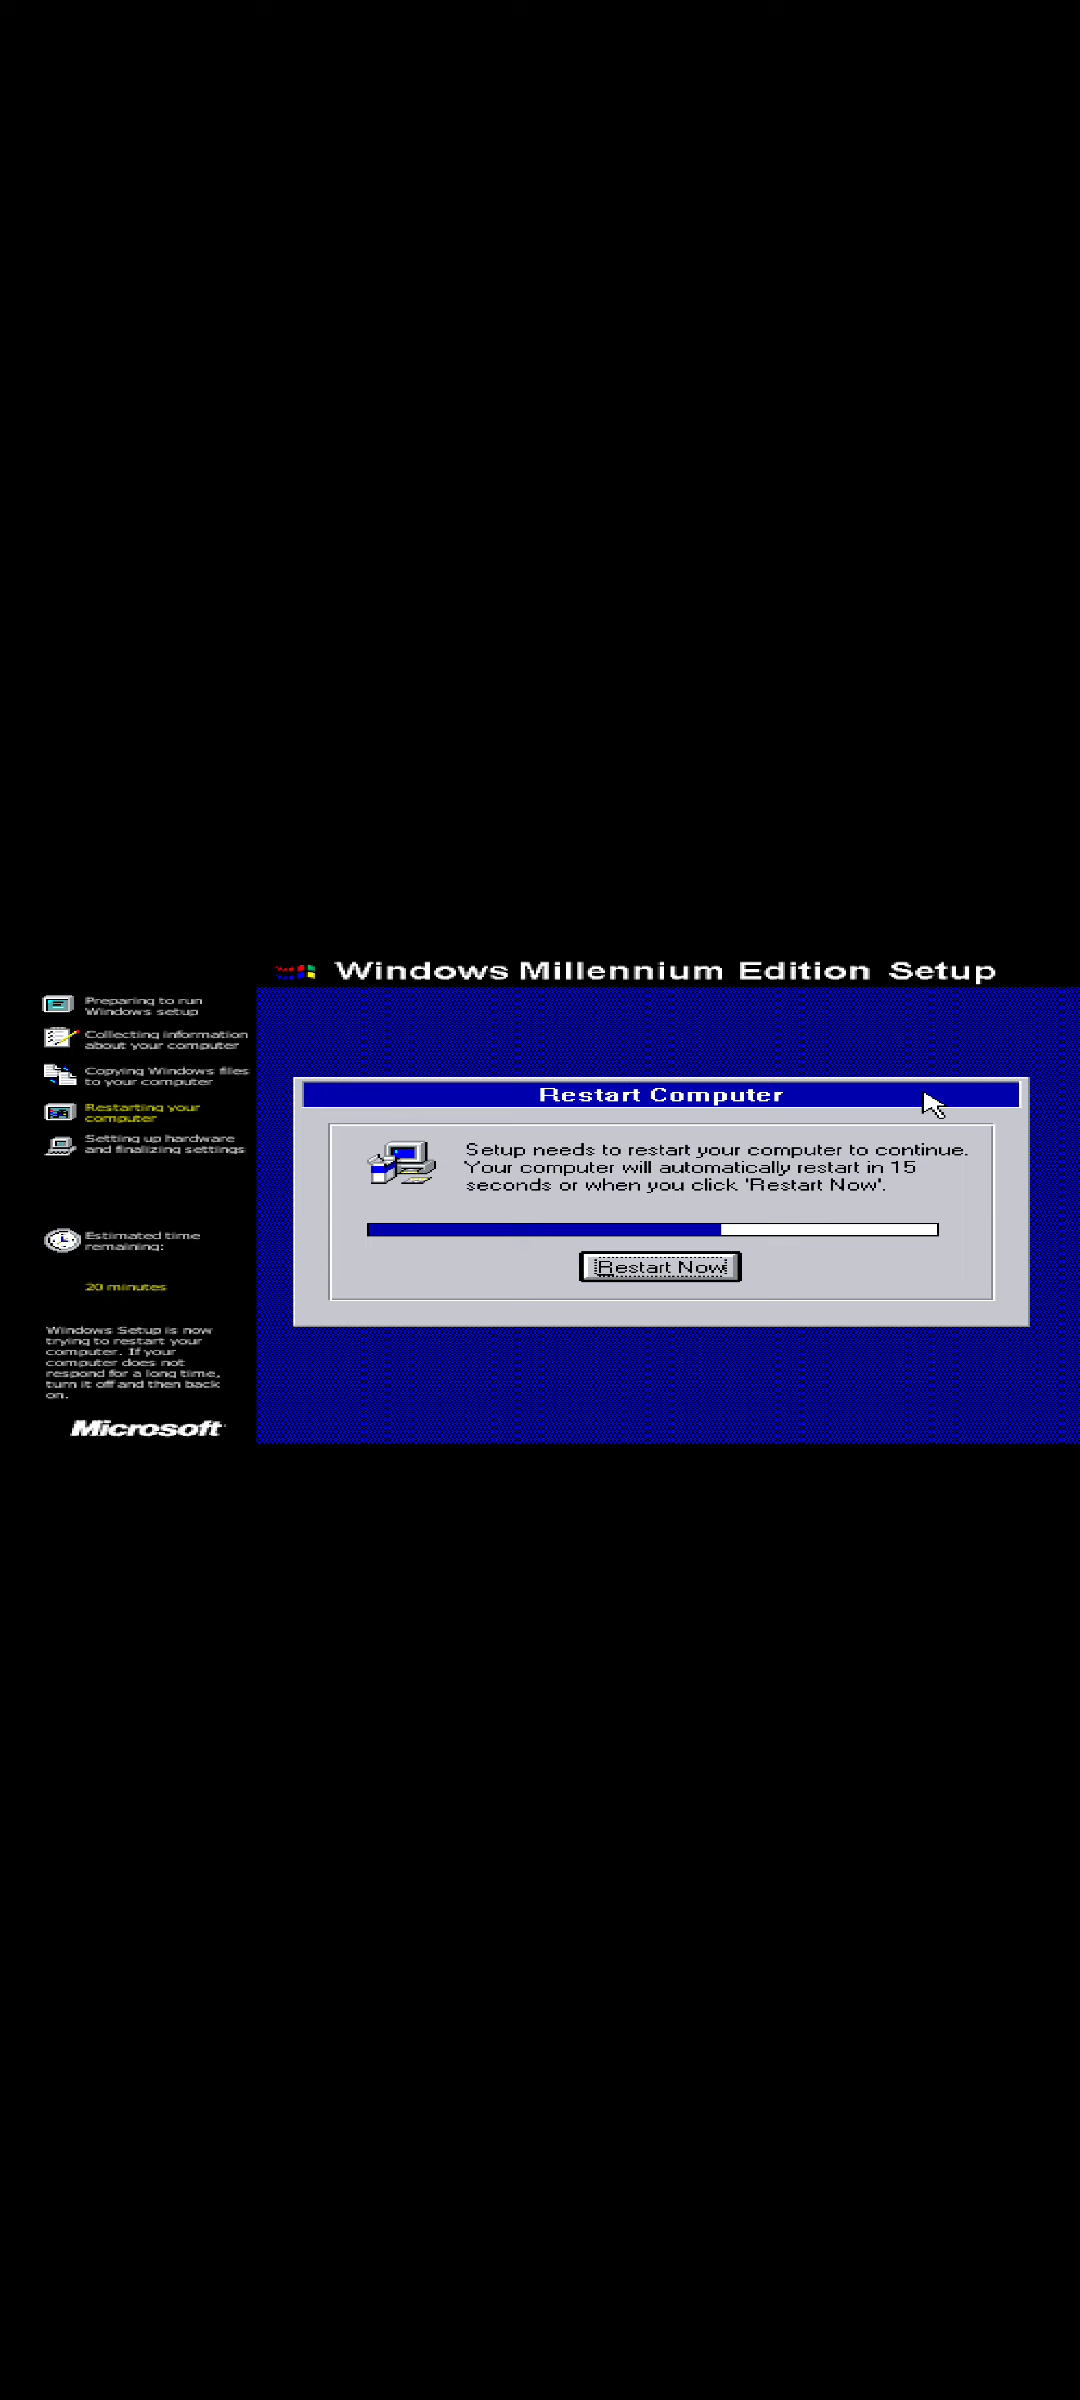 Windows Millennium Edition Setup
Preparing to run
Windows setup
Collecting information
about your computer
Copying Windows files
to your computer
Restarting your
computer
Setting up hardware
and finalizing settings
Estimated time
remaining:
20 minutes
Windows Setup is now
trying to restart your
computer. If your
computer does not
respond for a long time,
turn it off and then back
on.
Microsoft
Restart Computer
Setup needs to restart your computer to continue.
Your computer will automatically restart in 15
seconds or when you click 'Restart Now'.
Restart Now